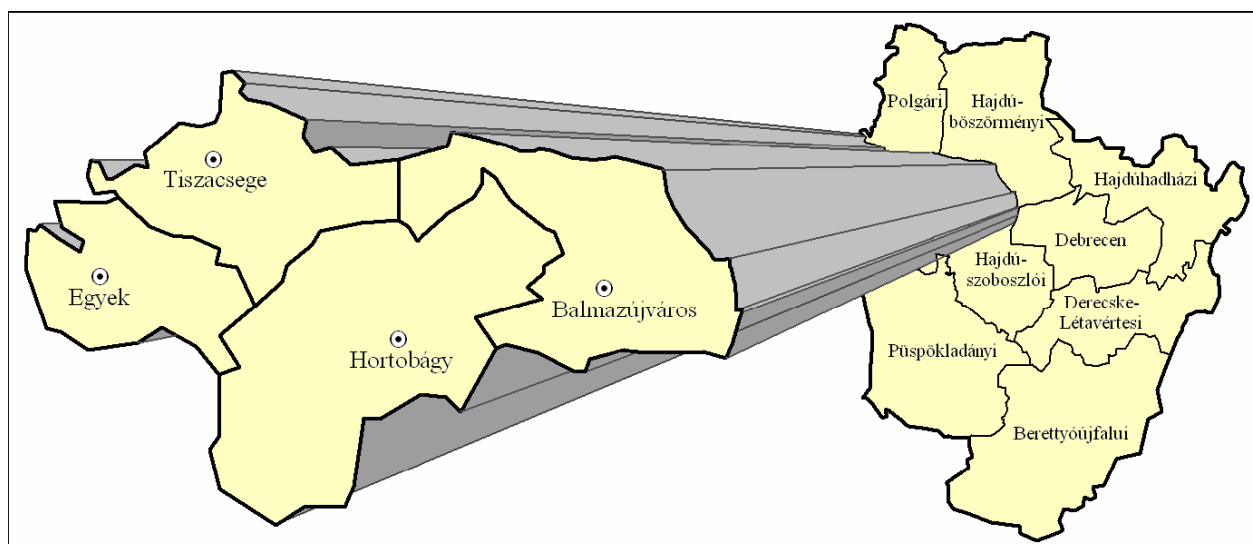 Tiszacsege
Egyek
Hortobágy
Balmazújváros
Polgári
Hajdú-
böszörményi
Hajdúhadházi
Debrecen
Hajdú-
szoboszlói
Derecske-
Létavértesi
Püspökladányi
Berettyóújfalui